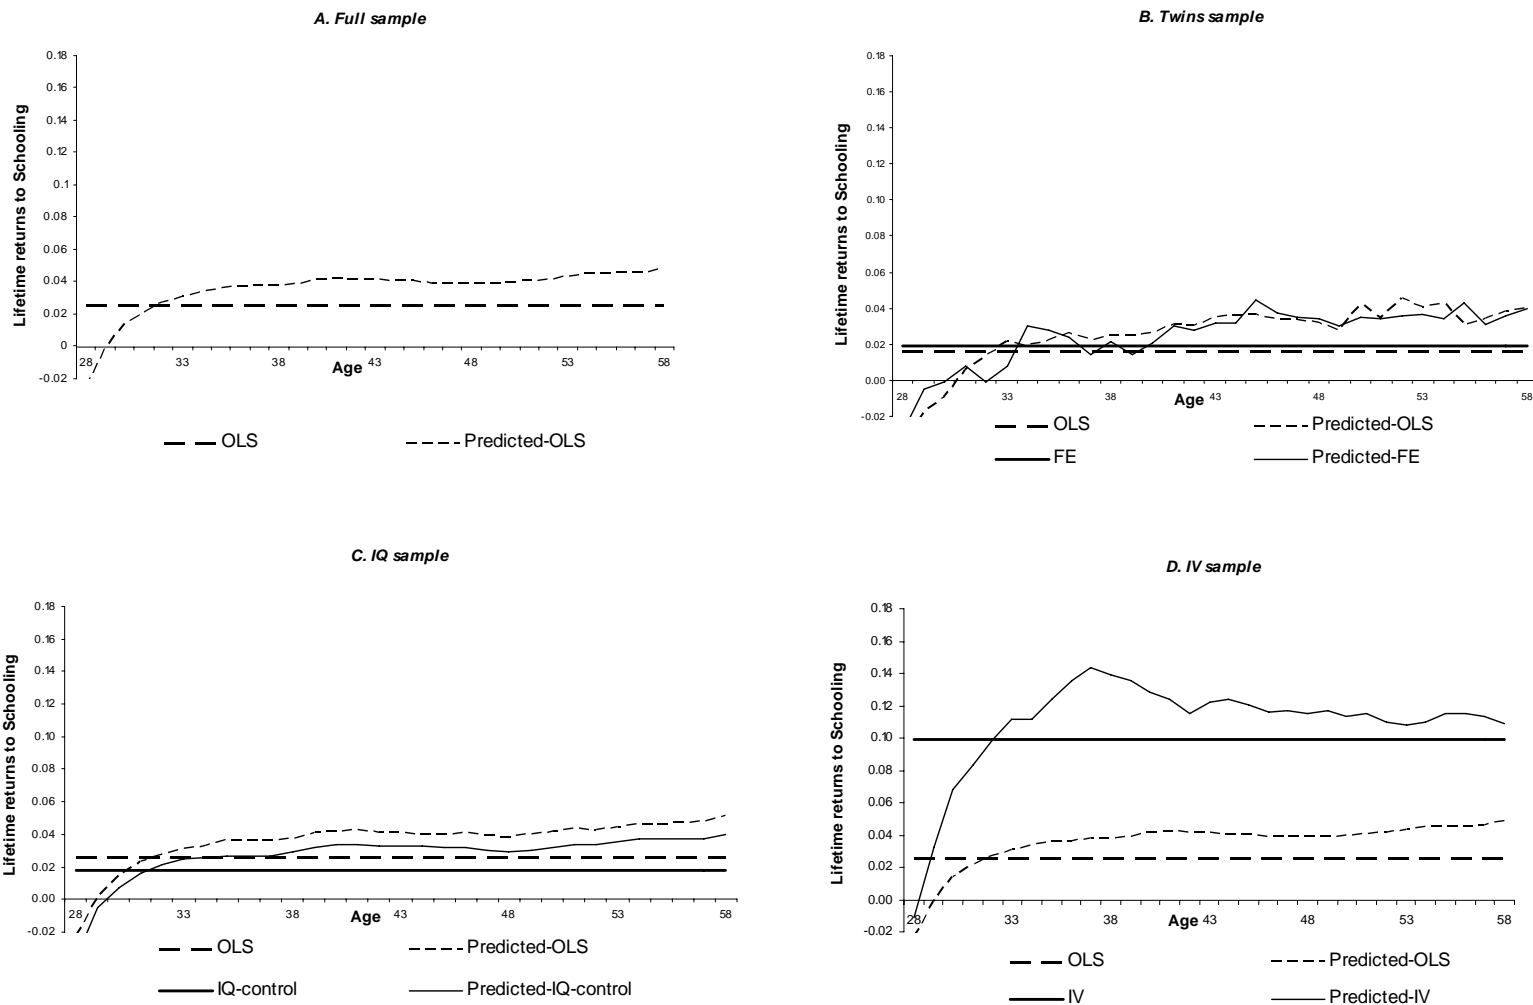 A. Full sample
Lifetime returns to Schooling
0.18
0.16
0.14
0.12
0.1
0.08
0.06
0.04
0.02
0
-0.02
28 33 38 43 48 53 58
Age
OLS Predicted-OLS
B. Twins sample
Lifetime returns to Schooling
0.18
0.16
0.14
0.12
0.10
0.08
0.06
0.04
0.02
0.00
-0.02
28 33 38 43 48 53 58
Age
OLS Predicted-OLS
FE Predicted-FE
C. IQ sample
Lifetime returns to Schooling
0.18
0.16
0.14
0.12
0.10
0.08
0.06
0.04
0.02
0.00
-0.02
28 33 38 43 48 53 58
Age
OLS Predicted-OLS
IQ-control Predicted-IQ-control
D. IV sample
Lifetime returns to Schooling
0.18
0.16
0.14
0.12
0.10
0.08
0.06
0.04
0.02
0.00
-0.02
28 33 38 43 48 53 58
Age
OLS Predicted-OLS
IV Predicted-IV